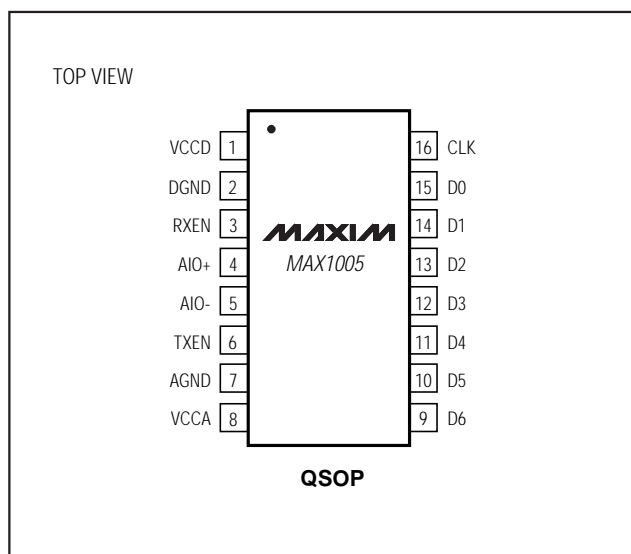 TOP VIEW
VCCD 1 16 CLK
DGND 2 15 D0
RXEN 3 14 D1
MAXIM
AIO+ 4 MAX1005 13 D2
AIO- 5 12 D3
TXEN 6 11 D4
AGND 7 10 D5
VCCA 8 9 D6
QSOP